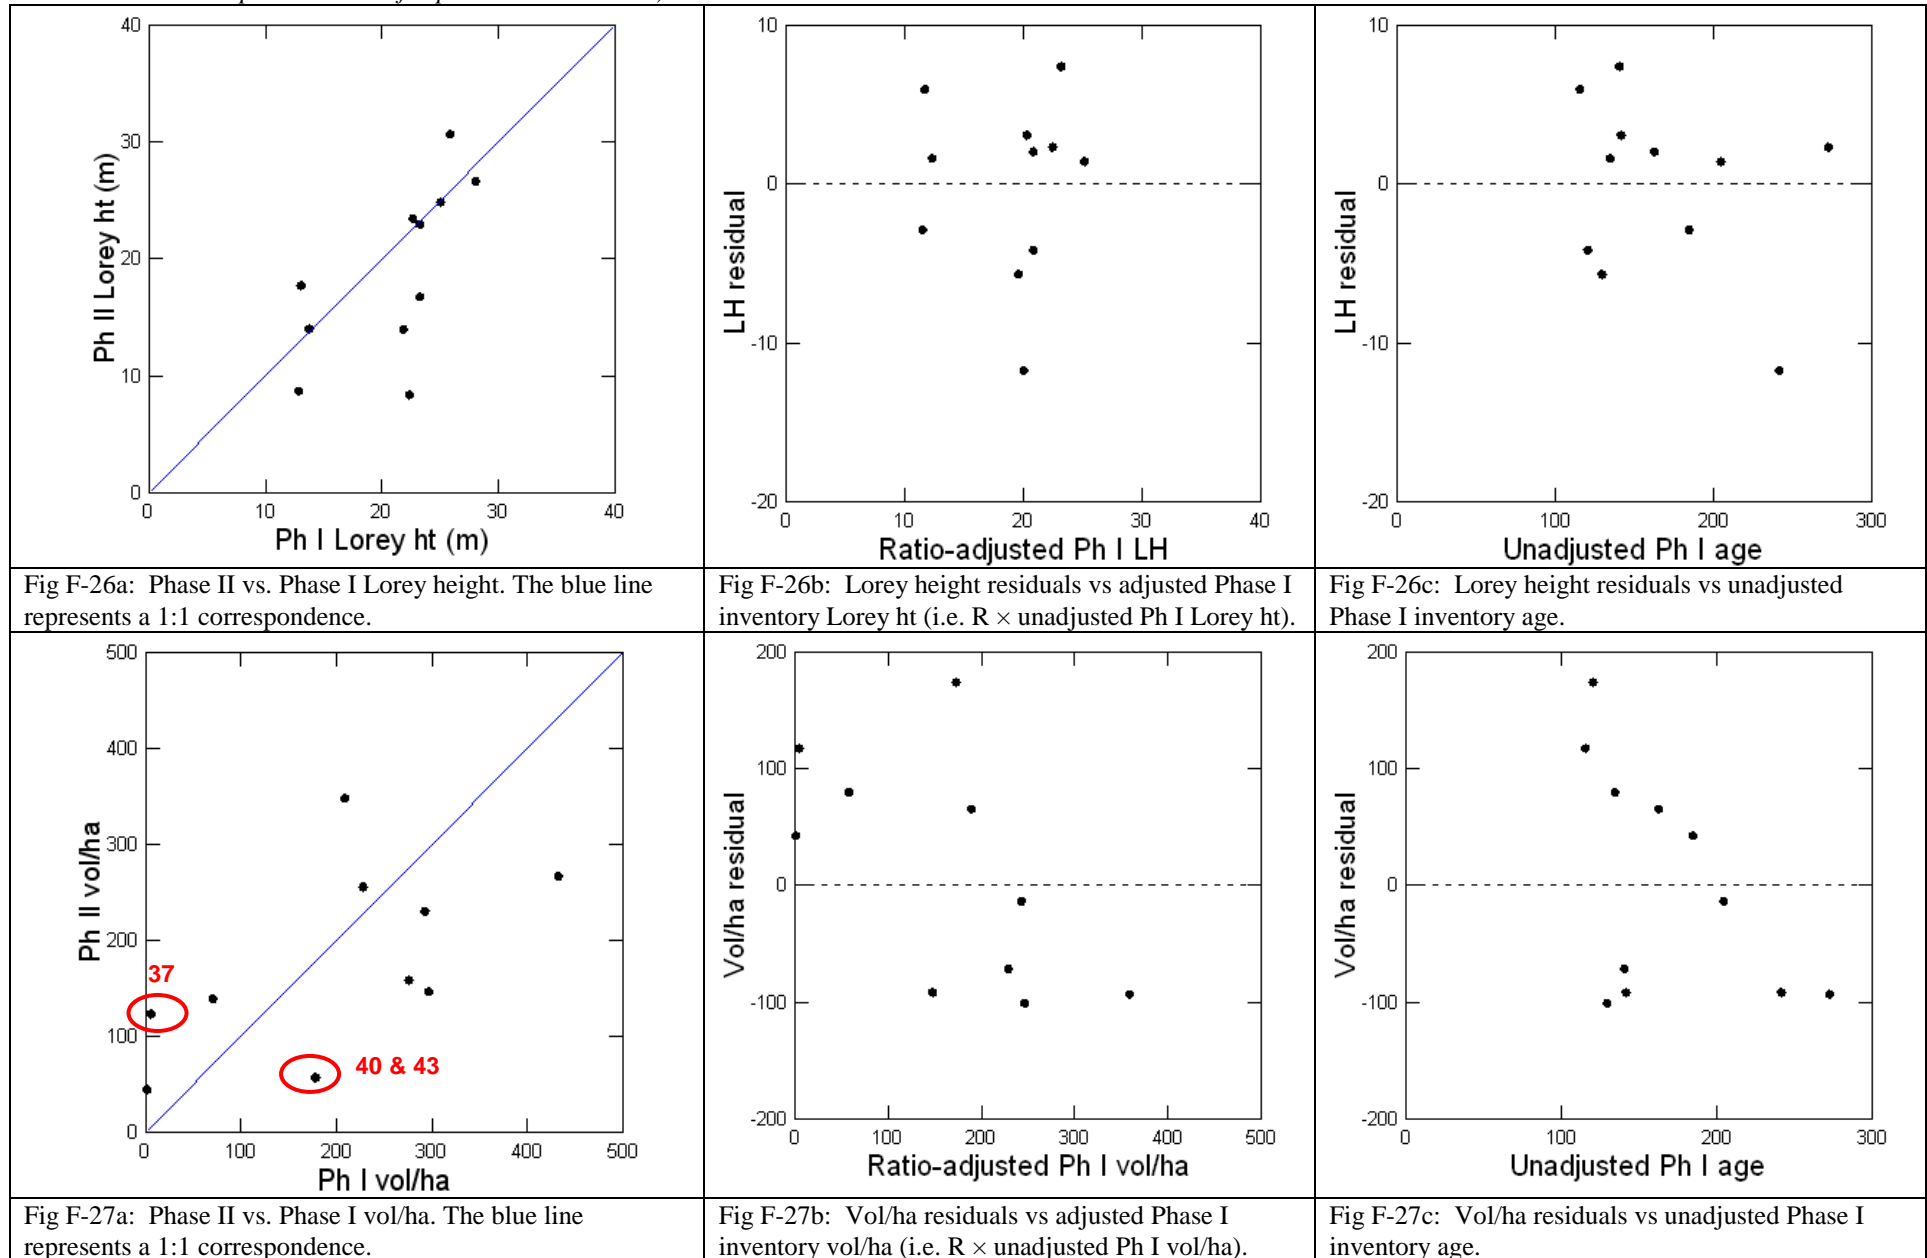 40
30
20
10
0
Ph II Lorey ht (m)
0 10 20 30 40
Ph I Lorey ht (m)
10
0
-10
-20
LH residual
0 10 20 30 40
Ratio-adjusted Ph I LH
10
0
-10
-20
LH residual
0 100 200 300
Unadjusted Ph I age
Fig F-26a: Phase II vs. Phase I Lorey height. The blue line
represents a 1:1 correspondence.
Fig F-26b: Lorey height residuals vs adjusted Phase I
inventory Lorey ht (i.e. R × unadjusted Ph I Lorey ht).
Fig F-26c: Lorey height residuals vs unadjusted
Phase I inventory age.
500
400
300
200
100
0
Ph II vol/ha
37
40 & 43
0 100 200 300 400 500
Ph I vol/ha
200
100
0
-100
-200
Vol/ha residual
0 100 200 300 400 500
Ratio-adjusted Ph I vol/ha
200
100
0
-100
-200
Vol/ha residual
0 100 200 300
Unadjusted Ph I age
Fig F-27a: Phase II vs. Phase I vol/ha. The blue line
represents a 1:1 correspondence.
Fig F-27b: Vol/ha residuals vs adjusted Phase I
inventory vol/ha (i.e. R × unadjusted Ph I vol/ha).
Fig F-27c: Vol/ha residuals vs unadjusted Phase I
inventory age.